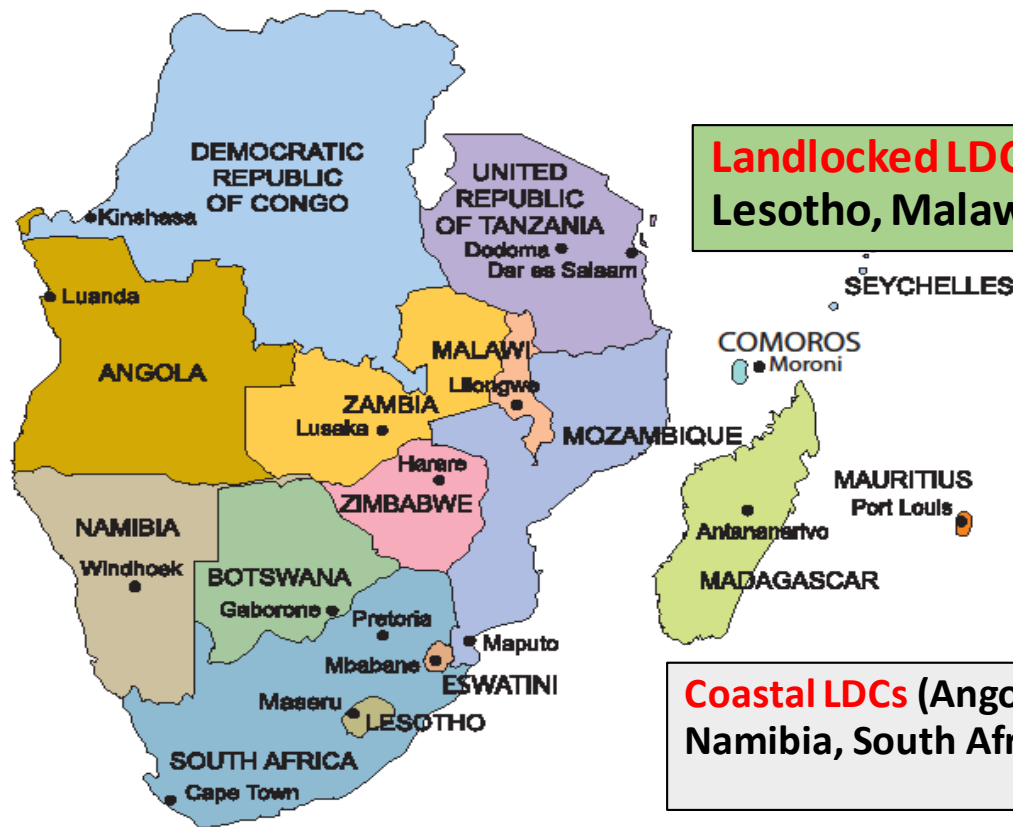 DEMOCRATIC
REPUBLIC
OF CONGO
Kinshasa
UNITED
REPUBLIC
OF TANZANIA
Dodoma
Dar es Salaam
Landlocked LDC
Lesotho, Malaw
SEYCHELLES
Luanda
ANGOLA
COMOROS
Moroni
MALAWI
Lilongwe
ZAMBIA
Lusaka
MOZAMBIQUE
Harare
ZIMBABWE
MAURITIUS
Port Louis
NAMIBIA
Windhoek
Antananarivo
MADAGASCAR
BOTSWANA
Gaborone
Pretoria
Maputo
Mbabane
ESWATINI
Maseru
LESOTHO
SOUTH AFRICA
Cape Town
Coastal LDCs (Ango
Namibia, South Afr